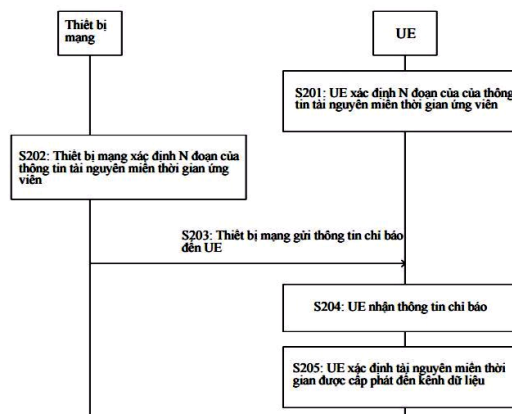 Thiết bị
mạng
UE
S201: UE xác định N đoạn của của thông
tin tài nguyên miền thời gian ứng viên
S202: Thiết bị mạng xác định N đoạn của
thông tin tài nguyên miền thời gian ứng
viên
S203: Thiết bị mạng gửi thông tin chỉ báo
đến UE
S204: UE nhận thông tin chỉ báo
S205: UE xác định tài nguyên miền thời
gian được cấp phát đến kênh dữ liệu